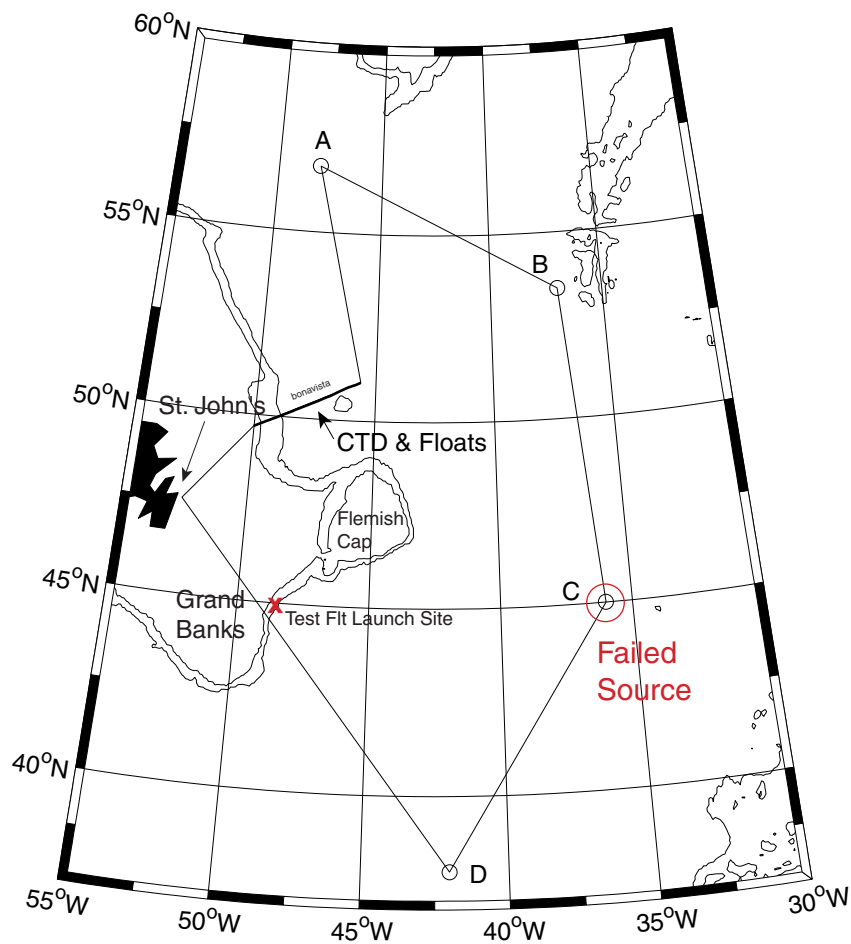 60°N
A
55°N
B
50°N
bonavista
St. John's
CTD & Floats
Flemish
Cap
45°N
C
Grand
Banks
X
Test Flt Launch Site
Failed
Source
40°N
D
55°W
50°W
45°W
40°W
35°W
30°W